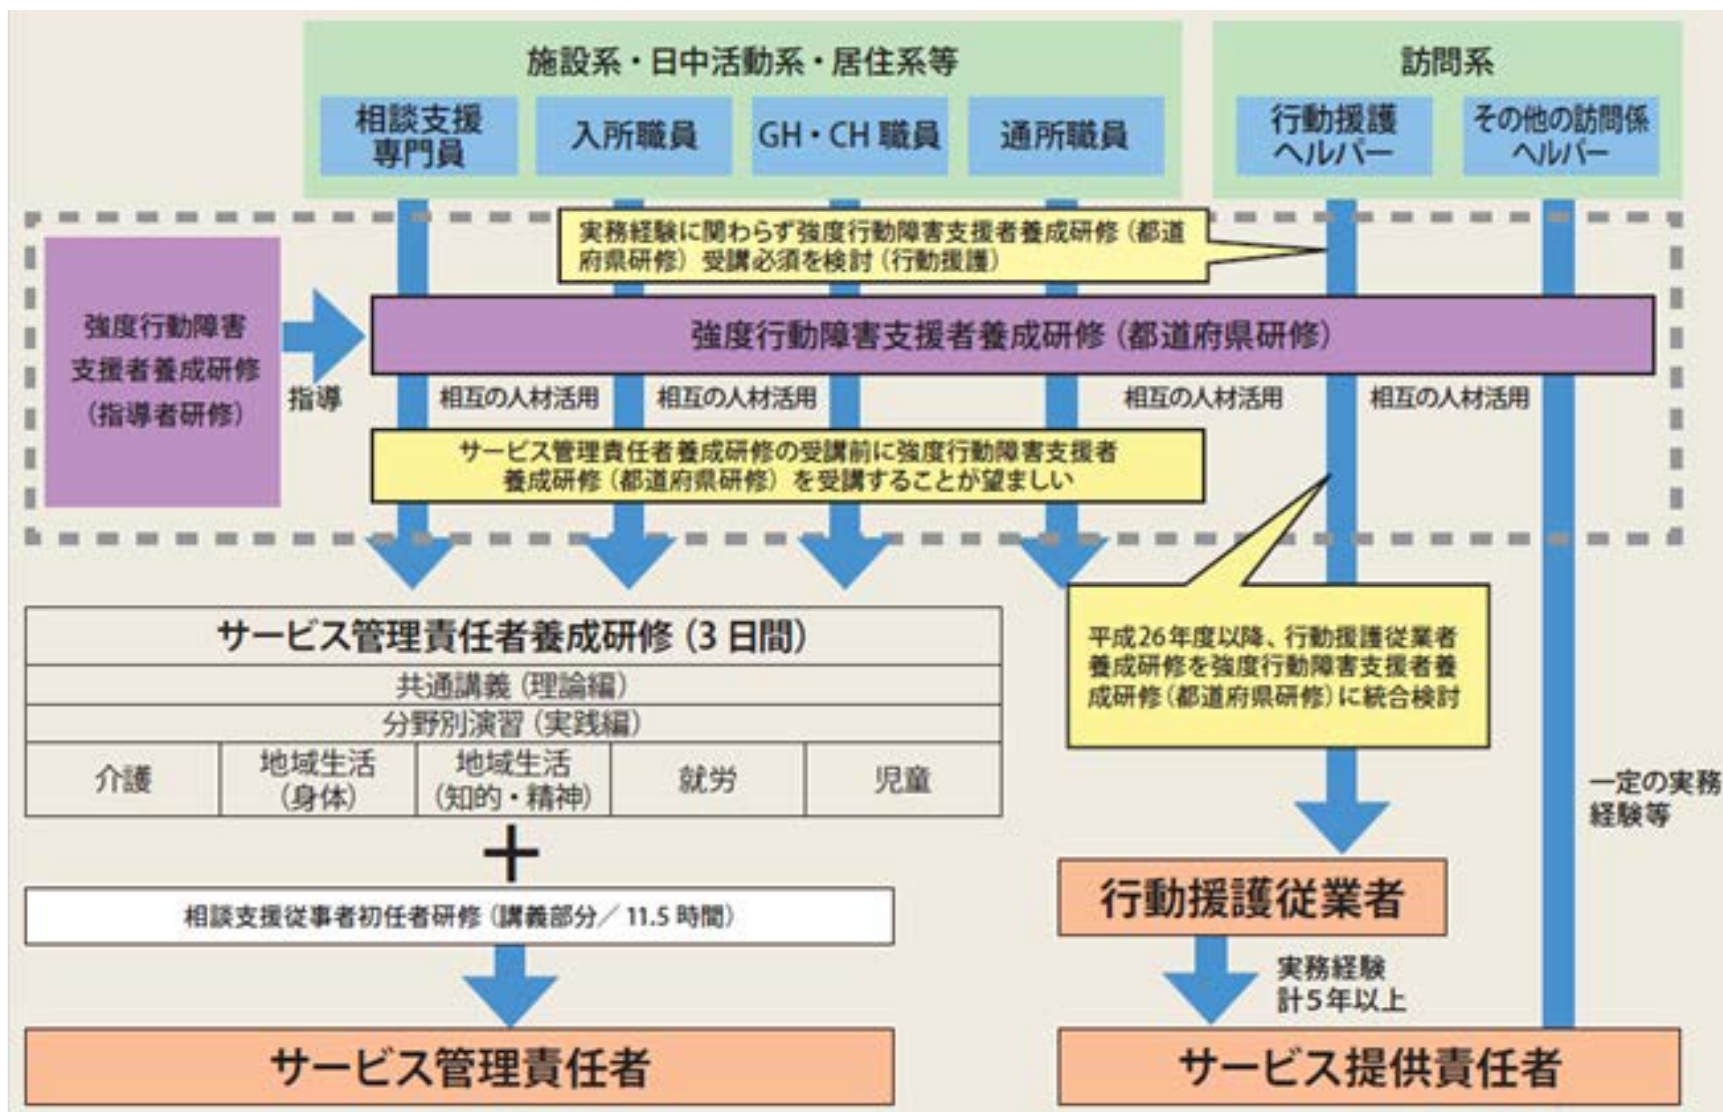 施設系・日中活動系・居住系等
訪問系
相談支援
専門員
入所職員
GH・CH 職員
通所職員
行動援護
ヘルパー
その他の訪問係
ヘルパー
実務経験に関わらず強度行動障害支援者養成研修（都道
府県研修）受講必須を検討（行動援護）
強度行動障害
支援者養成研修
（指導者研修）
指導
強度行動障害支援者養成研修（都道府県研修）
相互の人材活用
相互の人材活用
相互の人材活用
相互の人材活用
サービス管理責任者養成研修の受講前に強度行動障害支援者
養成研修（都道府県研修）を受講することが望ましい
サービス管理責任者養成研修（3 日間）
共通講義（理論編）
分野別演習（実践編）
介護
地域生活
（身体）
地域生活
（知的・精神）
就労
児童
平成26年度以降、行動援護従業者
養成研修を強度行動障害支援者養
成研修（都道府県研修）に統合検討
一定の実務
経験等
＋
相談支援従事者初任者研修（講義部分／ 11.5 時間）
行動援護従業者
実務経験
計5年以上
サービス管理責任者
サービス提供責任者